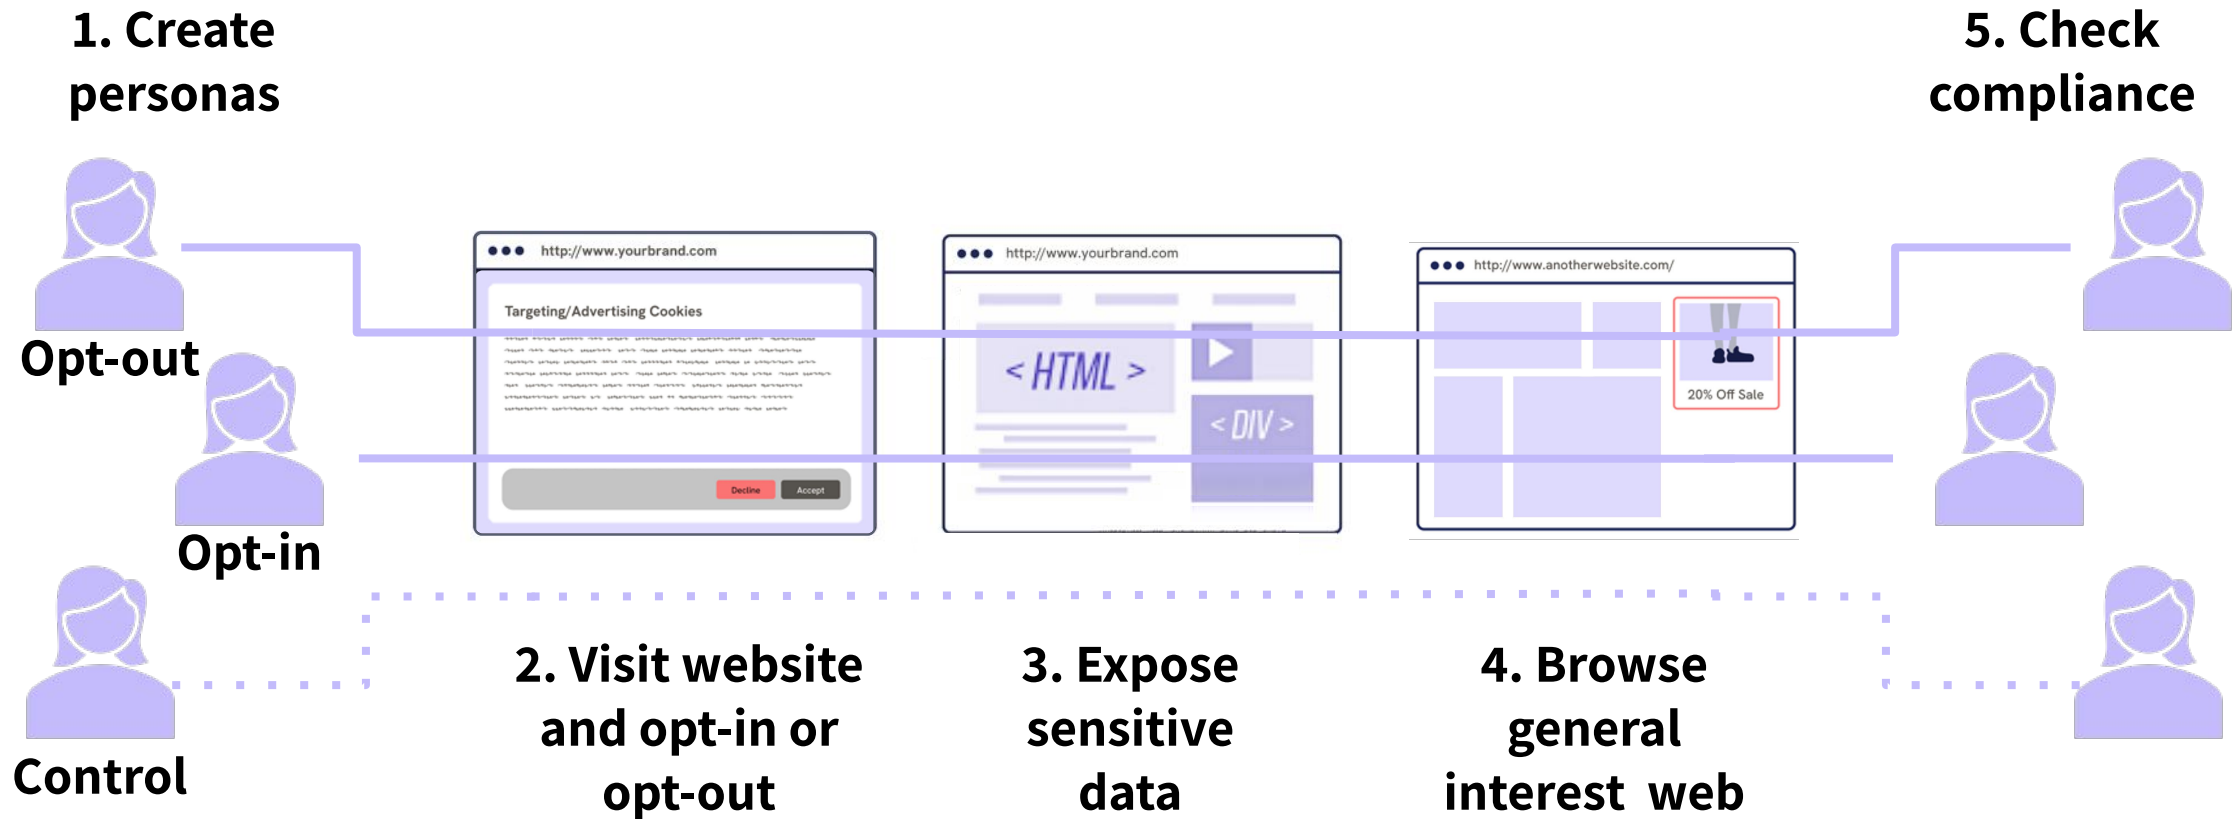 1. Create
personas
5. Check
compliance
Opt-out
Opt-in
Control
http://www.yourbrand.com
Targeting/Advertising Cookies
Decline
Accept
http://www.yourbrand.com
< HTML >
< DIV >
http://www.anotherwebsite.com/
20% Off Sale
2. Visit website
and opt-in or
opt-out
3. Expose
sensitive
data
4. Browse
general
interest web